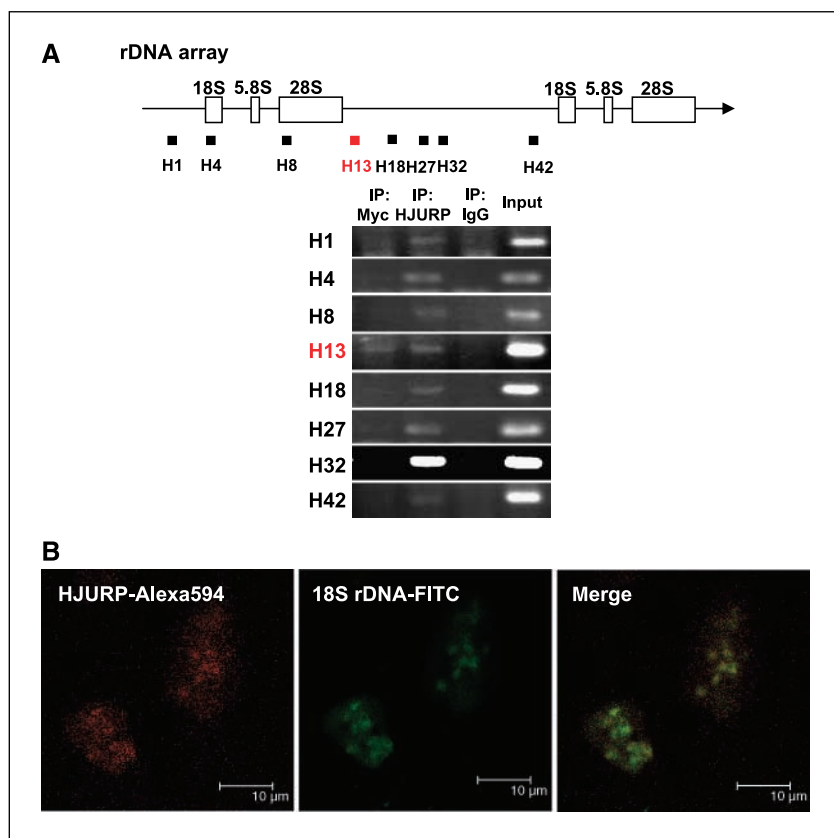 A rDNA array
18S 5.8S 28S 18S 5.8S 28S
H1 H4 H8 H13 H18 H27 H32 H42
IP: IP: IP: Input
Myc HJURP IgG
H1
H4
H8
H13
H18
H27
H32
H42
B
HJURP-Alexa594 18S rDNA-FITC Merge
10 µm 10 µm 10 µm